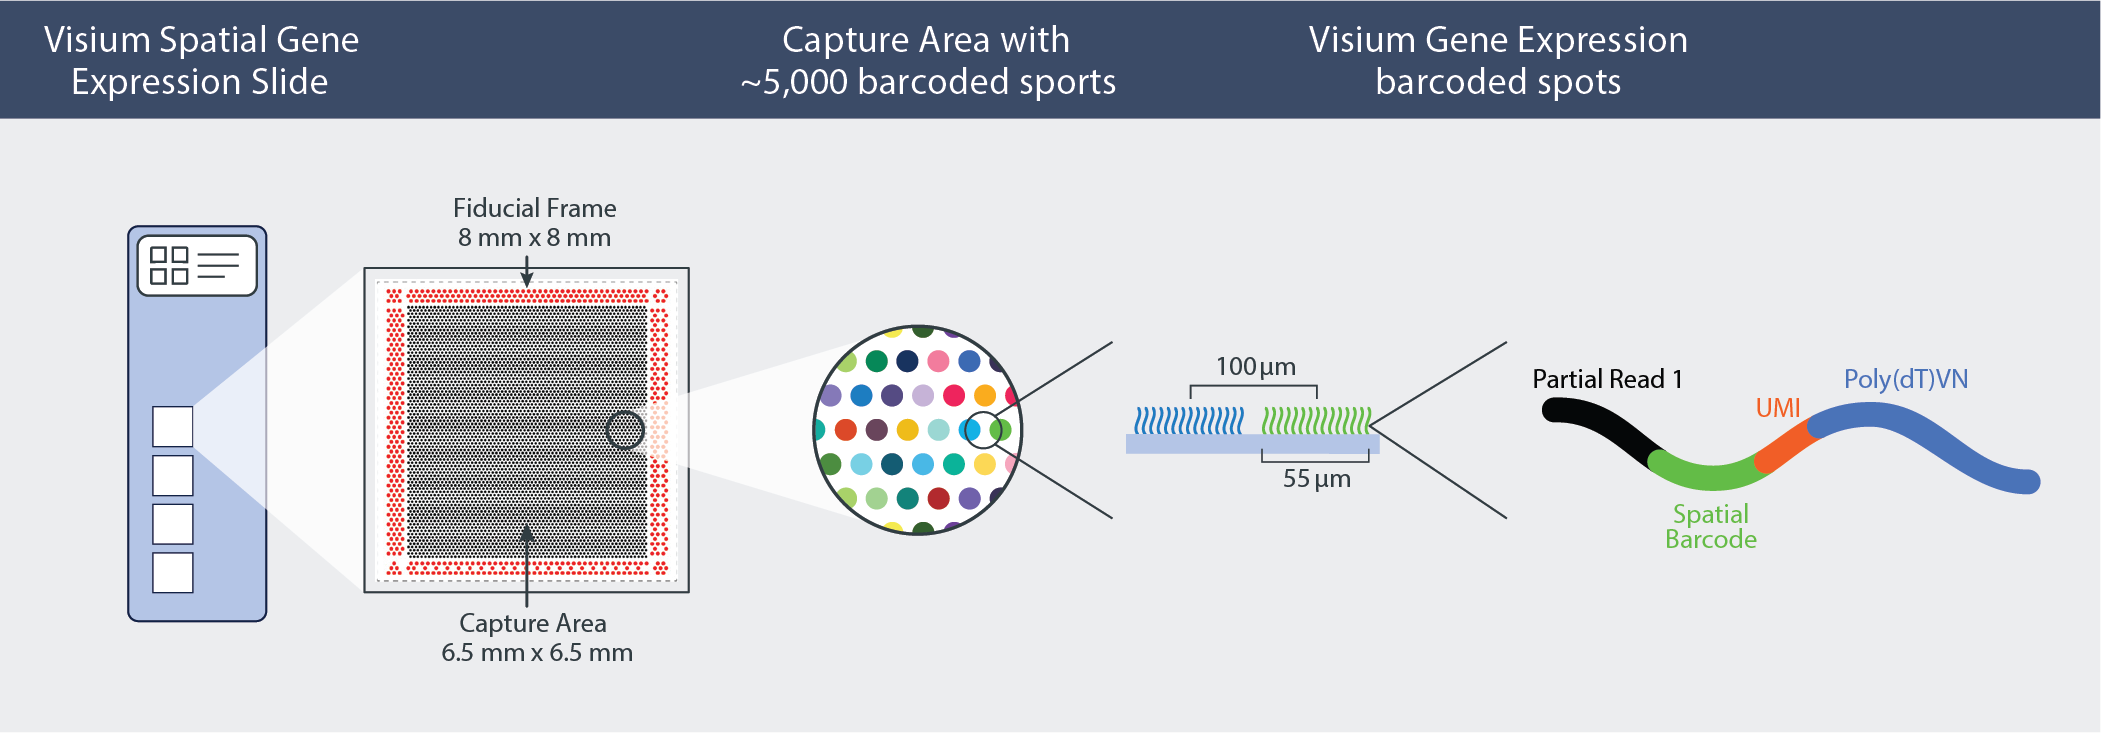 Visium Spatial Gene
Expression Slide
Capture Area with
~5,000 barcoded sports
Visium Gene Expression
barcoded spots
Fiducial Frame
8 mm x 8 mm
Capture Area
6.5 mm x 6.5 mm
100 µm
55 µm
Partial Read 1
Spatial
Barcode
UMI
Poly(dT)VN